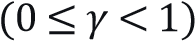 (0 ≤ γ < 1)